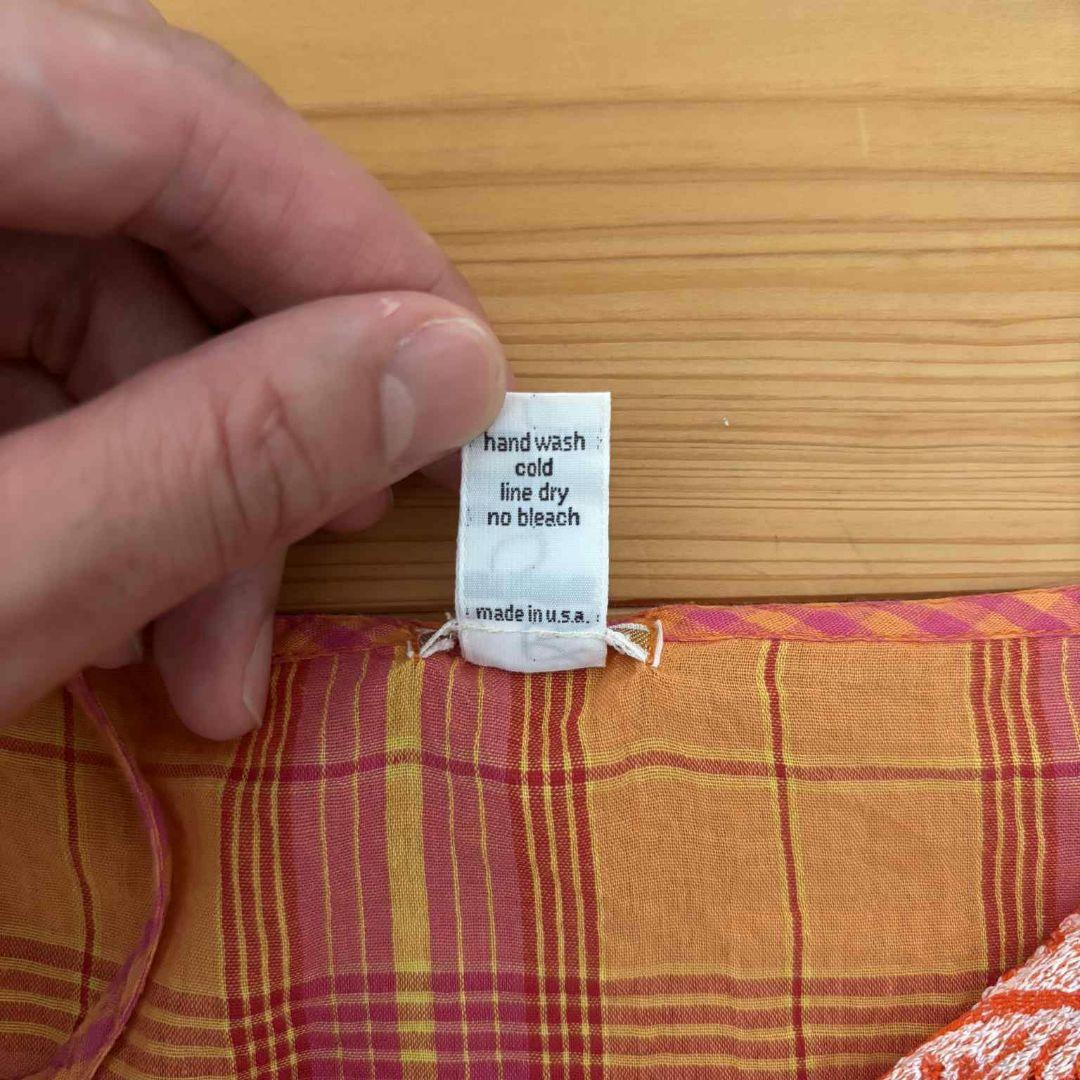 hand wash
cold
line dry
no bleach
made in u.s.a.